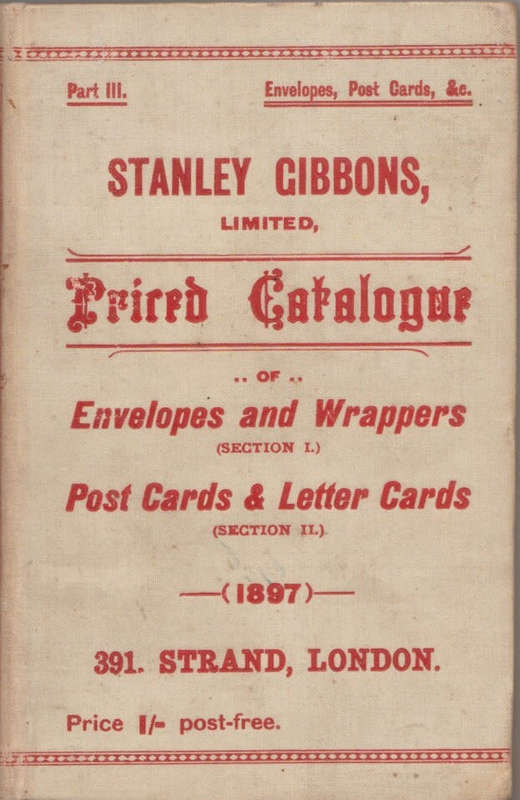 Part III. Envelopes, Post Cards, &c.
STANLEY GIBBONS,
LIMITED,
Priced Catalogue
.. OF ..
Envelopes and Wrappers
(SECTION I.)
Post Cards & Letter Cards
(SECTION II.)
—(1897)—
391. STRAND, LONDON.
Price 1/- post-free.